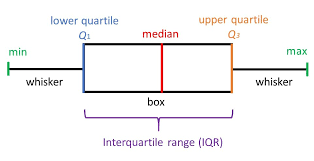 lower quartile
Q1
median
upper quartile
Q3
min
max
whisker
whisker
box
Interquartile range (IQR)